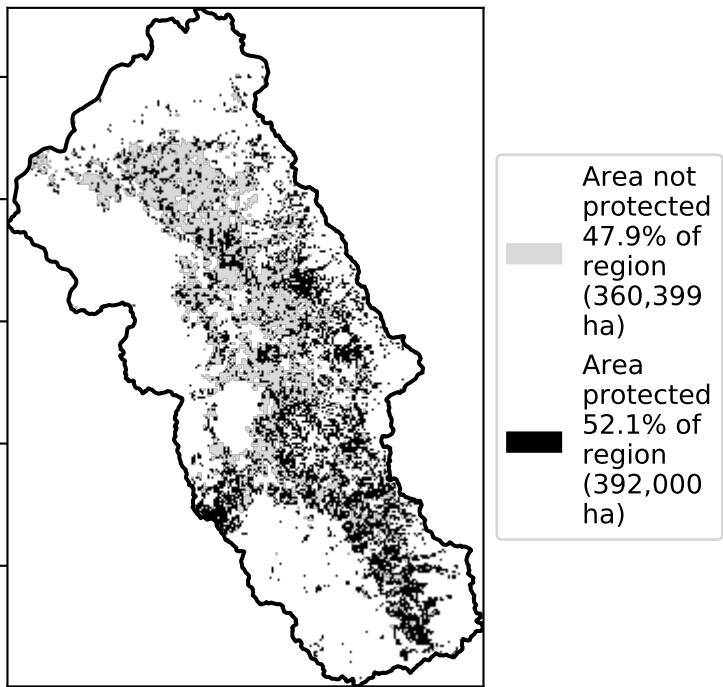 Area not
protected
47.9% of
region
(360,399
ha)
Area
protected
52.1% of
region
(392,000
ha)